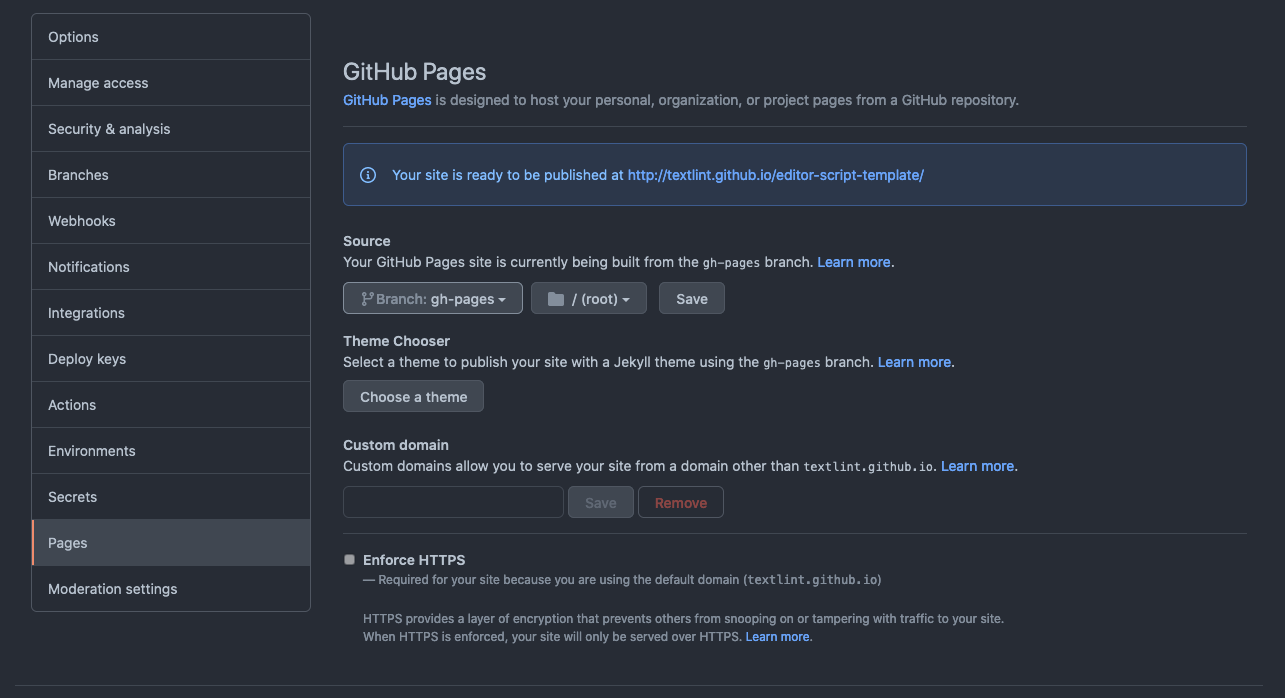 Options
Manage access
Security & analysis
Branches
Webhooks
Notifications
Integrations
Deploy keys
Actions
Environments
Secrets
Pages
Moderation settings
GitHub Pages
GitHub Pages is designed to host your personal, organization, or project pages from a GitHub repository.
Your site is ready to be published at http://textlint.github.io/editor-script-template/
Source
Your GitHub Pages site is currently being built from the gh-pages branch. Learn more.
Branch: gh-pages / (root) Save
Theme Chooser
Select a theme to publish your site with a Jekyll theme using the gh-pages branch. Learn more.
Choose a theme
Custom domain
Custom domains allow you to serve your site from a domain other than textlint.github.io. Learn more.
Save Remove
Enforce HTTPS
— Required for your site because you are using the default domain (textlint.github.io)
HTTPS provides a layer of encryption that prevents others from snooping on or tampering with traffic to your site.
When HTTPS is enforced, your site will only be served over HTTPS. Learn more.